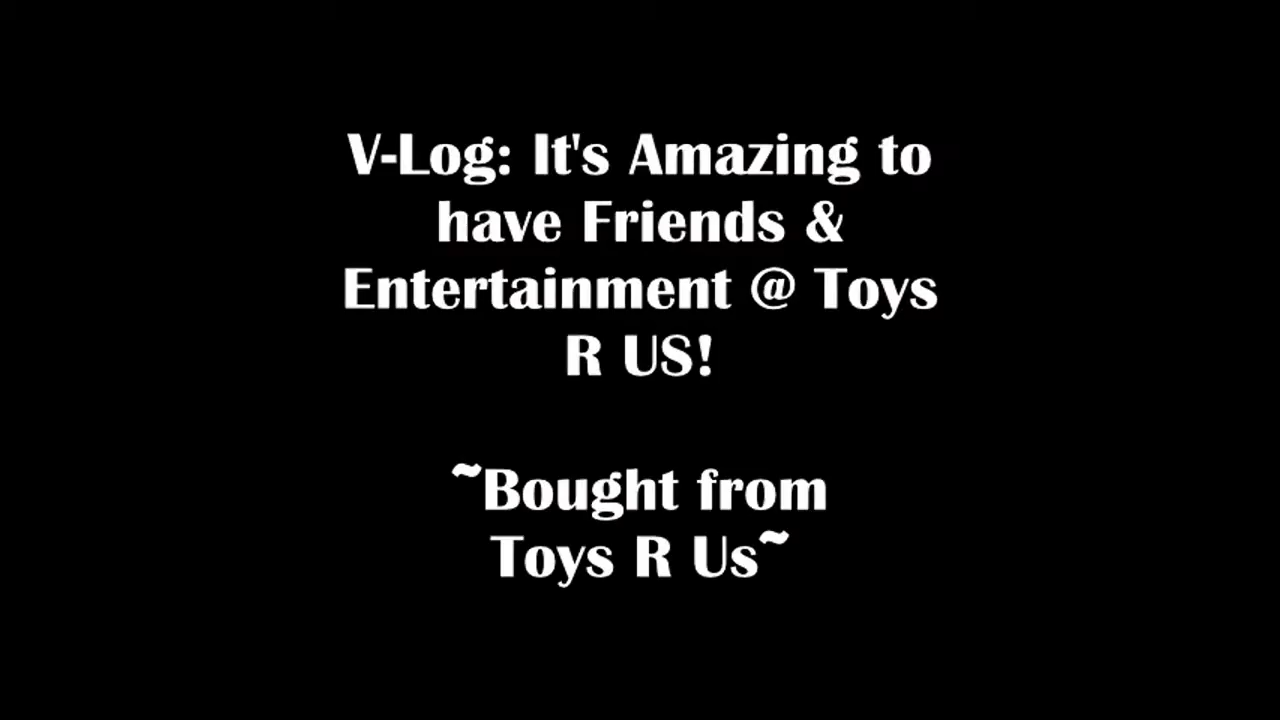 V-Log: It's Amazing to
have Friends &
Entertainment @ Toys
R US!
~Bought from
Toys R Us~